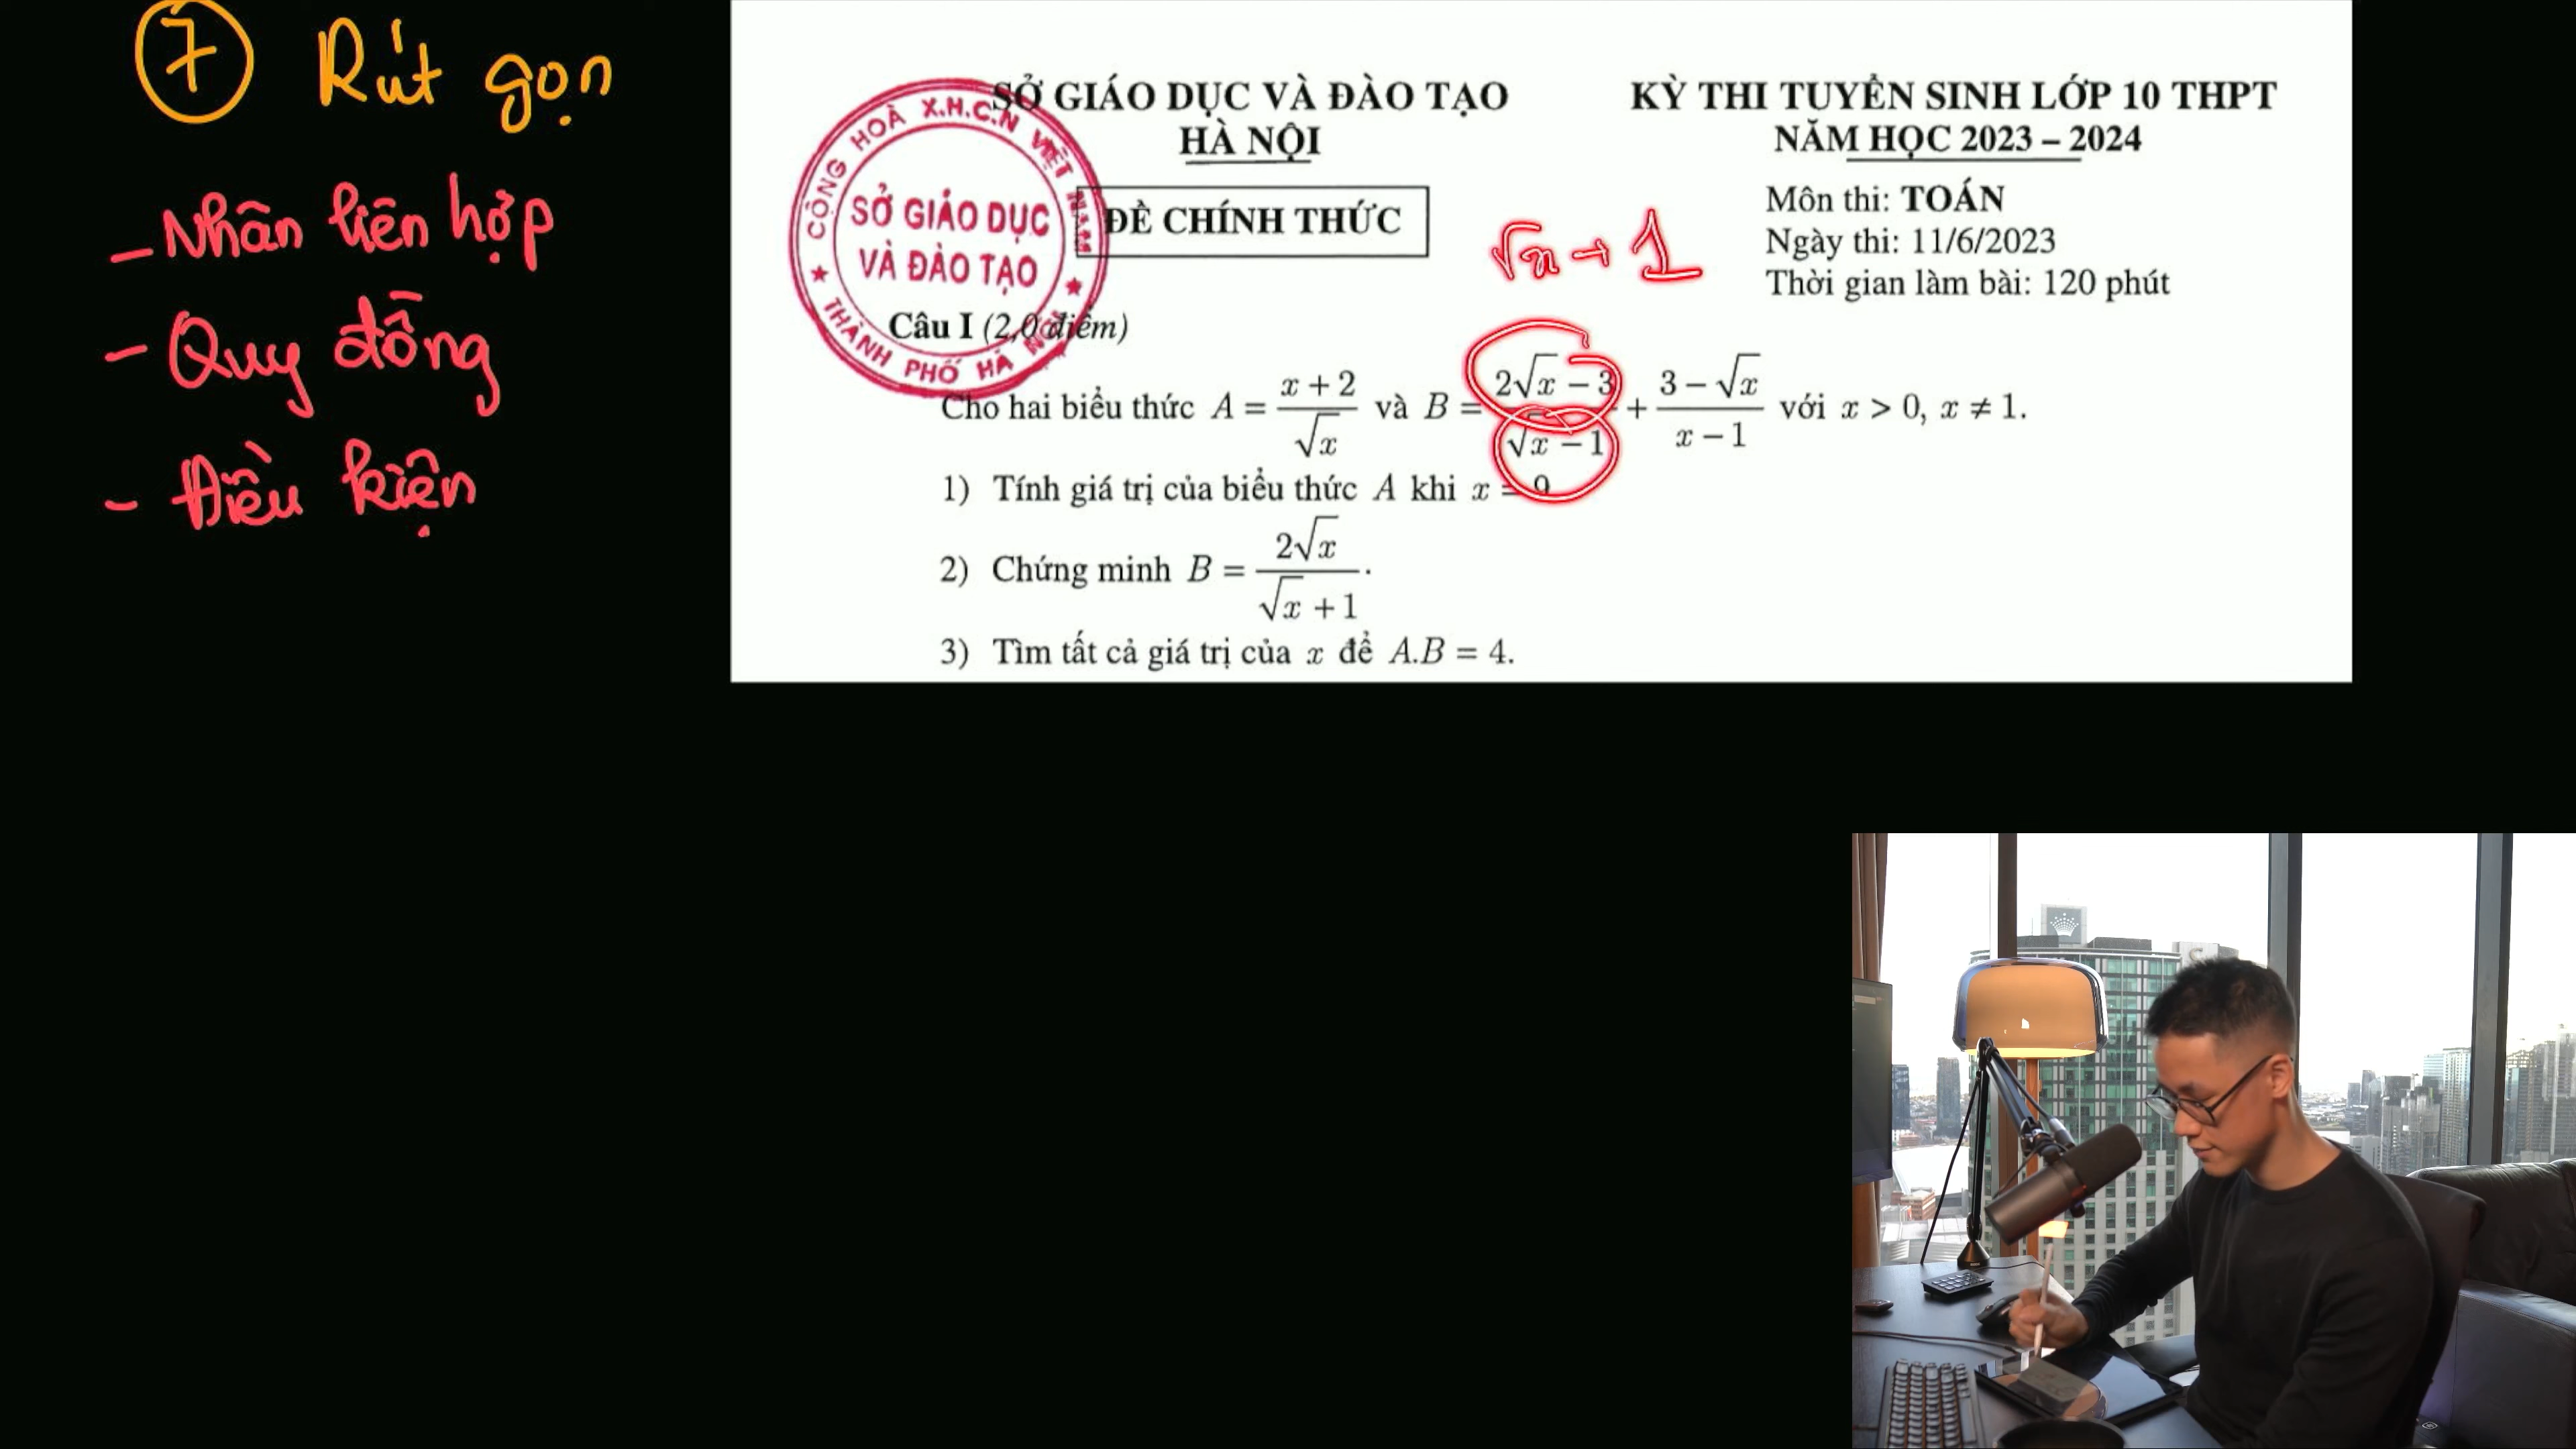 7 Rút gọn
- Nhân liên hợp
- Quy đồng
- Điều kiện
SỞ GIÁO DỤC VÀ ĐÀO TẠO
HÀ NỘI
ĐỀ CHÍNH THỨC
KỲ THI TUYỂN SINH LỚP 10 THPT
NĂM HỌC 2023 – 2024
Môn thi: TOÁN
Ngày thi: 11/6/2023
Thời gian làm bài: 120 phút
CỘNG HOÀ X.H.C.N VIỆT NAM
SỞ GIÁO DỤC
VÀ ĐÀO TẠO
★ THÀNH PHỐ HÀ NỘI ★
√x → 1
Câu I (2,0 điểm)
Cho hai biểu thức A = (x + 2)/√x và B = (2√x − 3)/(√x − 1) + (3 − √x)/(x − 1) với x > 0, x ≠ 1.
1) Tính giá trị của biểu thức A khi x = 9
2) Chứng minh B = 2√x/(√x + 1).
3) Tìm tất cả giá trị của x để A.B = 4.